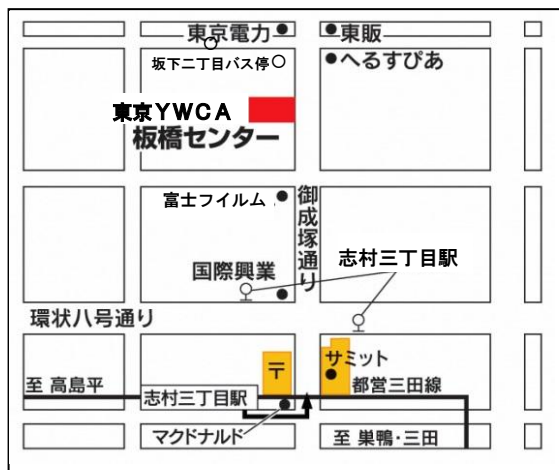 東京電力
東販
坂下二丁目バス停
へるすぴあ
東京YWCA
板橋センター
富士フイルム
御成塚通り
国際興業
志村三丁目駅
環状八号通り
〒
サミット
至 高島平
都営三田線
志村三丁目駅
マクドナルド
至 巣鴨・三田